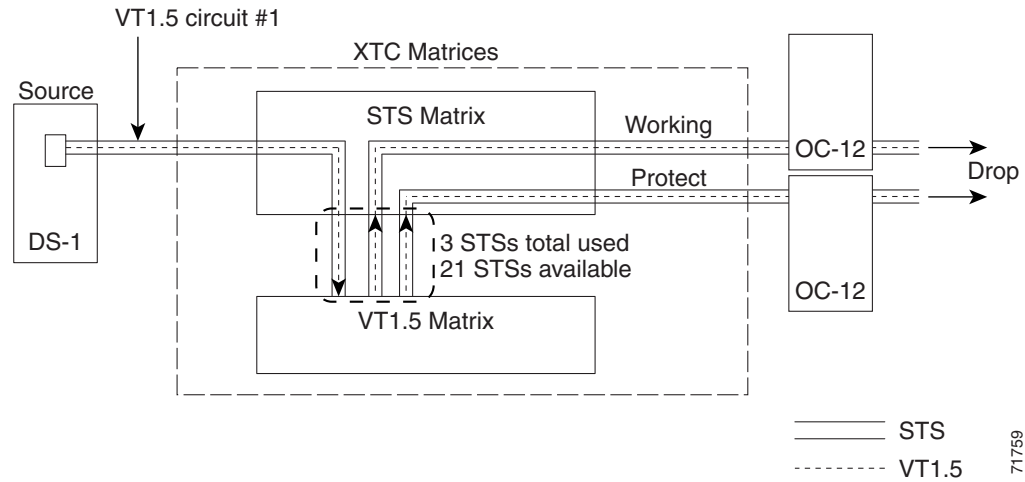 VT1.5 circuit #1
XTC Matrices
Source
STS Matrix
Working
OC-12
Drop
Protect
DS-1
3 STSs total used
21 STSs available
OC-12
VT1.5 Matrix
STS
VT1.5
71759